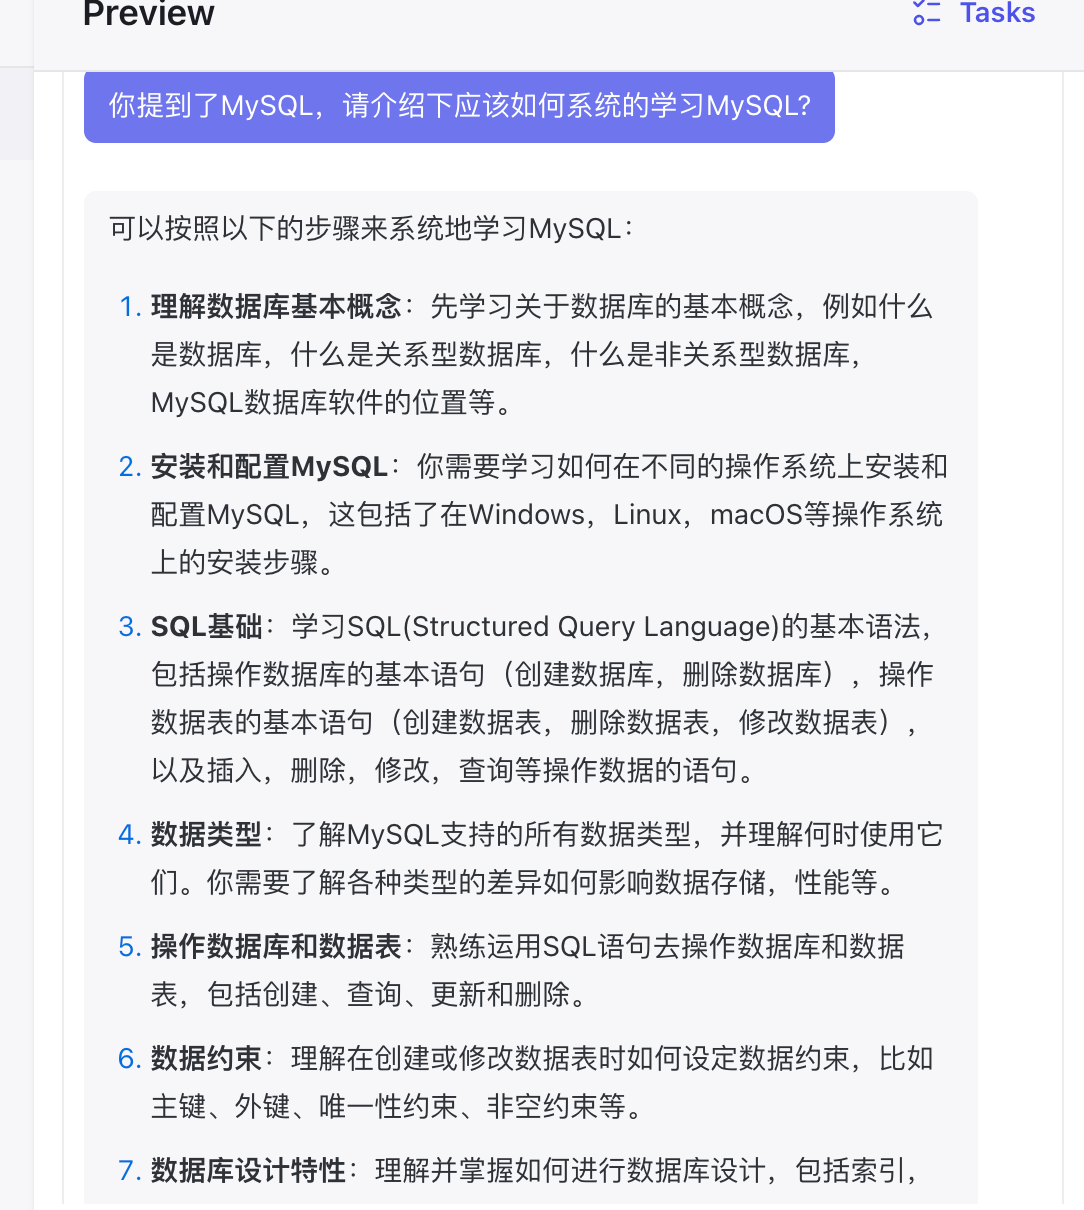 Preview
Tasks
你提到了MySQL，请介绍下应该如何系统的学习MySQL?
可以按照以下的步骤来系统地学习MySQL：
1. 理解数据库基本概念：先学习关于数据库的基本概念，例如什么
是数据库，什么是关系型数据库，什么是非关系型数据库，
MySQL数据库软件的位置等。
2. 安装和配置MySQL：你需要学习如何在不同的操作系统上安装和
配置MySQL，这包括了在Windows，Linux，macOS等操作系统
上的安装步骤。
3. SQL基础：学习SQL(Structured Query Language)的基本语法，
包括操作数据库的基本语句（创建数据库，删除数据库），操作
数据表的基本语句（创建数据表，删除数据表，修改数据表），
以及插入，删除，修改，查询等操作数据的语句。
4. 数据类型：了解MySQL支持的所有数据类型，并理解何时使用它
们。你需要了解各种类型的差异如何影响数据存储，性能等。
5. 操作数据库和数据表：熟练运用SQL语句去操作数据库和数据
表，包括创建、查询、更新和删除。
6. 数据约束：理解在创建或修改数据表时如何设定数据约束，比如
主键、外键、唯一性约束、非空约束等。
7. 数据库设计特性：理解并掌握如何进行数据库设计，包括索引，